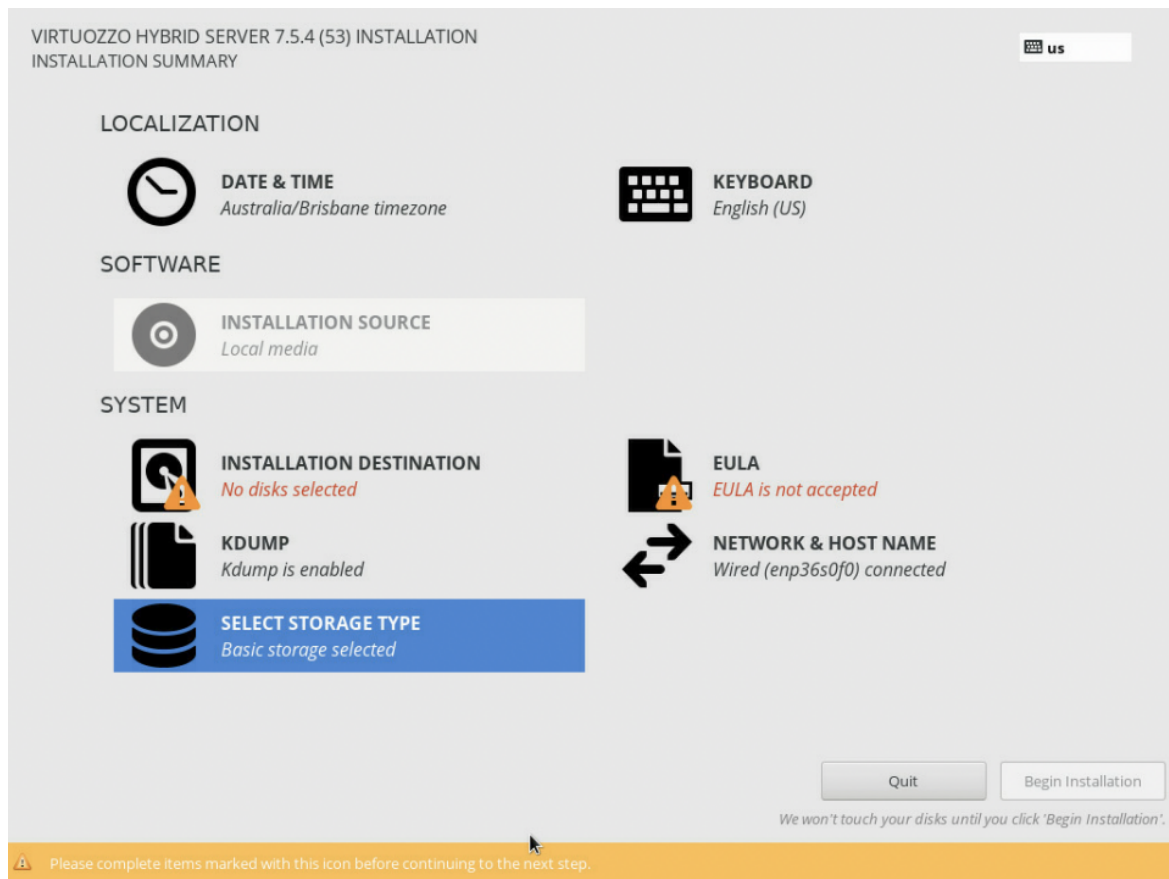 VIRTUOZZO HYBRID SERVER 7.5.4 (53) INSTALLATION
INSTALLATION SUMMARY
us
LOCALIZATION
DATE & TIME
Australia/Brisbane timezone
KEYBOARD
English (US)
SOFTWARE
INSTALLATION SOURCE
Local media
SYSTEM
INSTALLATION DESTINATION
No disks selected
EULA
EULA is not accepted
KDUMP
Kdump is enabled
NETWORK & HOST NAME
Wired (enp36s0f0) connected
SELECT STORAGE TYPE
Basic storage selected
Quit
Begin Installation
We won't touch your disks until you click 'Begin Installation'.
Please complete items marked with this icon before continuing to the next step.